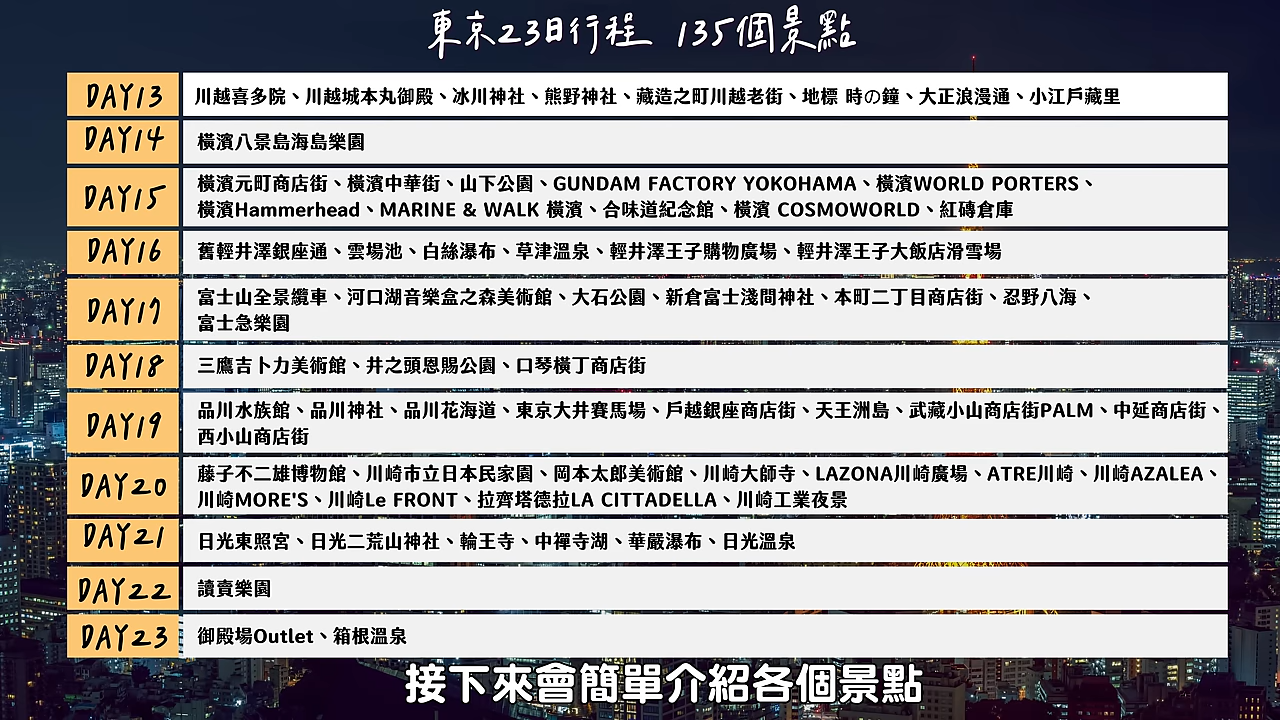 東京23日行程 135個景點
DAY13
川越喜多院、川越城本丸御殿、冰川神社、熊野神社、藏造之町川越老街、地標 時の鐘、大正浪漫通、小江戶藏里
DAY14
橫濱八景島海島樂園
DAY15
橫濱元町商店街、橫濱中華街、山下公園、GUNDAM FACTORY YOKOHAMA、橫濱WORLD PORTERS、
橫濱Hammerhead、MARINE & WALK 橫濱、合味道紀念館、橫濱 COSMOWORLD、紅磚倉庫
DAY16
舊輕井澤銀座通、雲場池、白絲瀑布、草津溫泉、輕井澤王子購物廣場、輕井澤王子大飯店滑雪場
DAY17
富士山全景纜車、河口湖音樂盒之森美術館、大石公園、新倉富士淺間神社、本町二丁目商店街、忍野八海、
富士急樂園
DAY18
三鷹吉卜力美術館、井之頭恩賜公園、口琴橫丁商店街
DAY19
品川水族館、品川神社、品川花海道、東京大井賽馬場、戶越銀座商店街、天王洲島、武藏小山商店街PALM、中延商店街、
西小山商店街
DAY20
藤子不二雄博物館、川崎市立日本民家園、岡本太郎美術館、川崎大師寺、LAZONA川崎廣場、ATRE川崎、川崎AZALEA、
川崎MORE'S、川崎Le FRONT、拉齊塔德拉LA CITTADELLA、川崎工業夜景
DAY21
日光東照宮、日光二荒山神社、輪王寺、中禪寺湖、華嚴瀑布、日光溫泉
DAY22
讀賣樂園
DAY23
御殿場Outlet、箱根溫泉
接下來會簡單介紹各個景點